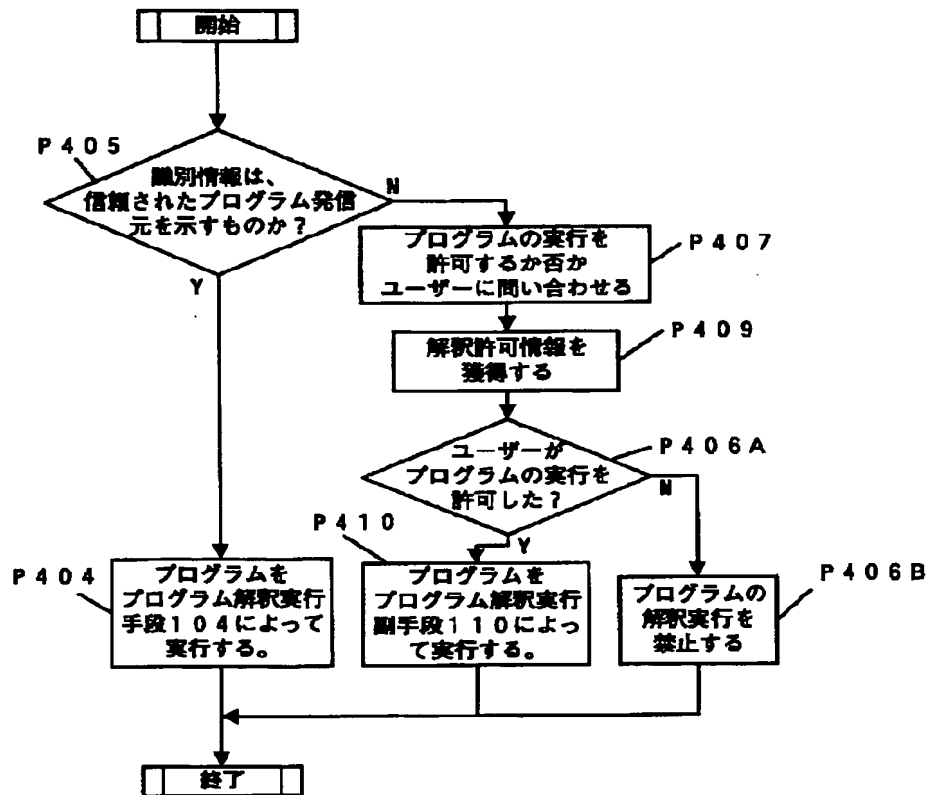 開始
P405
識別情報は、
信頼されたプログラム発信
元を示すものか?
N
Y
プログラムの実行を
許可するか否か
ユーザーに問い合わせる
P407
解釈許可情報を
獲得する
P409
ユーザーが
プログラムの実行を
許可した?
P406A
N
Y
P404
プログラムを
プログラム解釈実行
手段104によって
実行する。
P410
プログラムを
プログラム解釈実行
副手段110によっ
て実行する。
P406B
プログラムの
解釈実行を
禁止する
終了